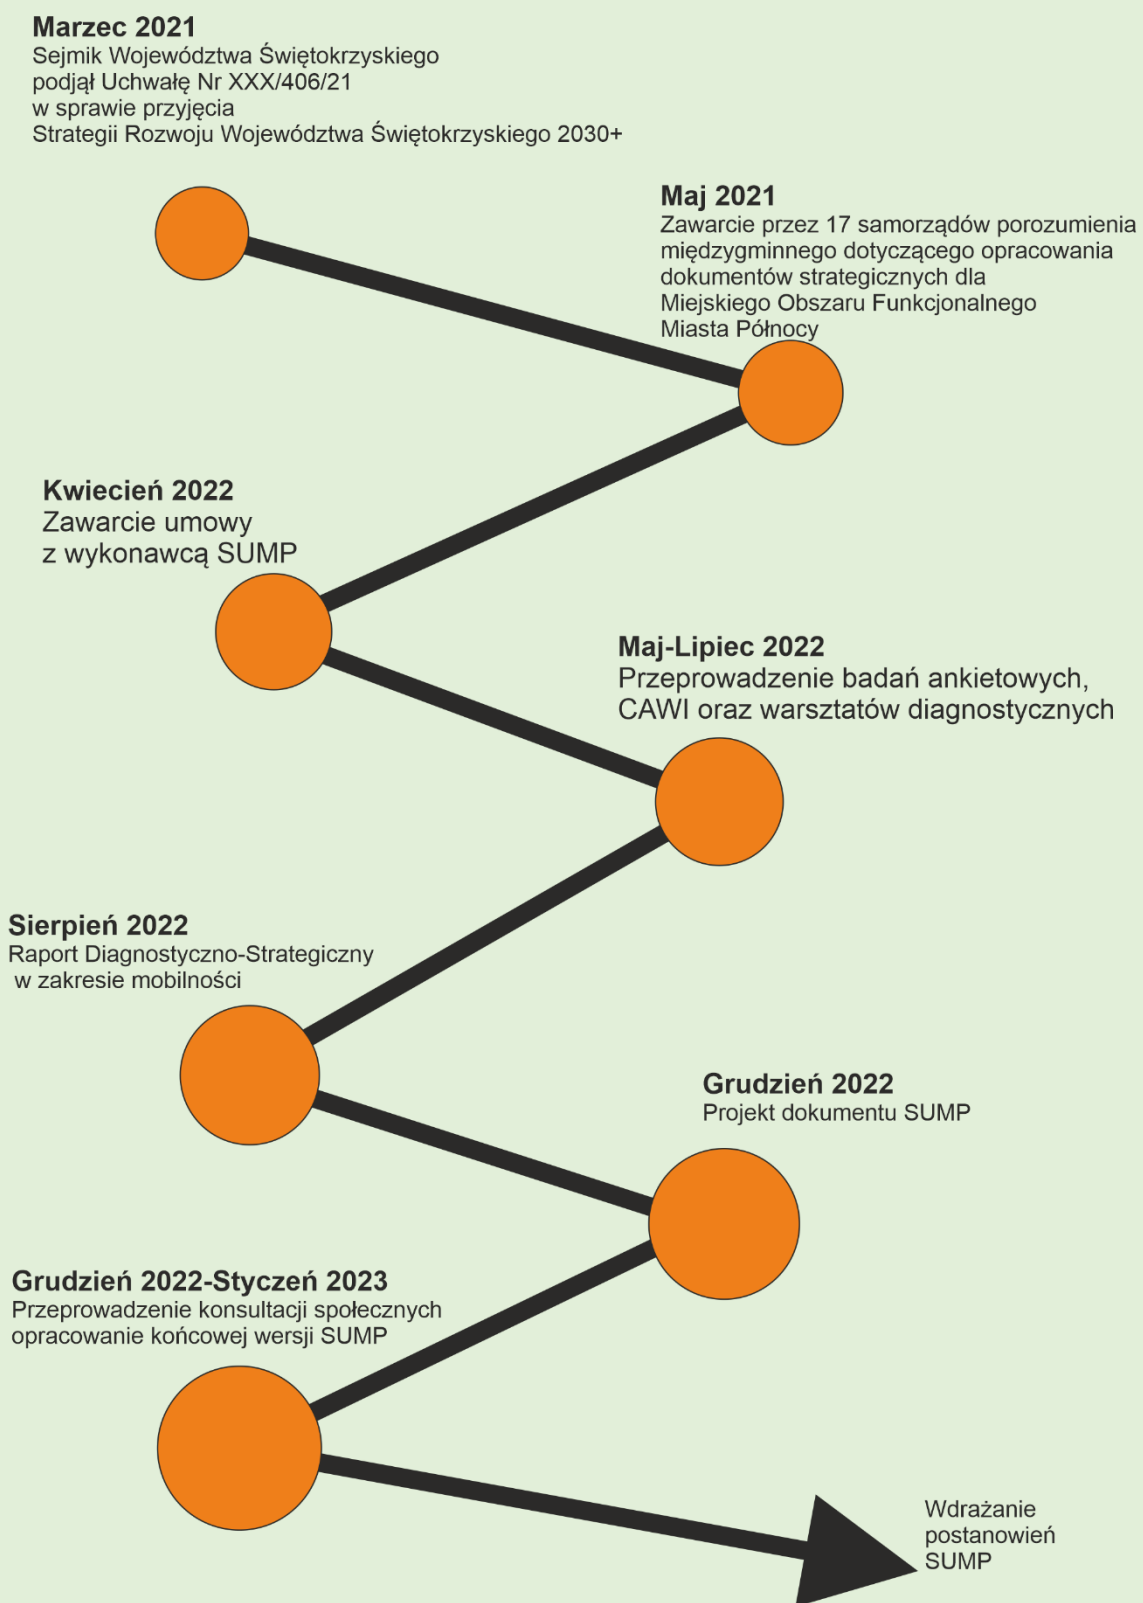 Marzec 2021
Sejmik Województwa Świętokrzyskiego
podjął Uchwałę Nr XXX/406/21
w sprawie przyjęcia
Strategii Rozwoju Województwa Świętokrzyskiego 2030+
Maj 2021
Zawarcie przez 17 samorządów porozumienia
międzygminnego dotyczącego opracowania
dokumentów strategicznych dla
Miejskiego Obszaru Funkcjonalnego
Miasta Północy
Kwiecień 2022
Zawarcie umowy
z wykonawcą SUMP
Maj-Lipiec 2022
Przeprowadzenie badań ankietowych,
CAWI oraz warsztatów diagnostycznych
Sierpień 2022
Raport Diagnostyczno-Strategiczny
w zakresie mobilności
Grudzień 2022
Projekt dokumentu SUMP
Grudzień 2022-Styczeń 2023
Przeprowadzenie konsultacji społecznych
opracowanie końcowej wersji SUMP
Wdrażanie
postanowień
SUMP